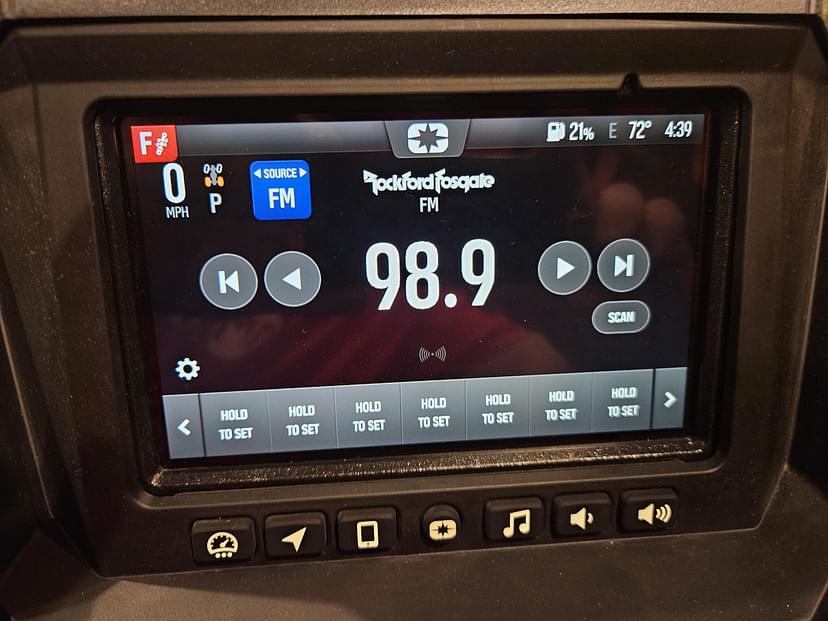 F
21% E 72° 4:39
0
MPH
P
SOURCE
FM
Rockford Fosgate
FM
98.9
SCAN
HOLD TO SET
HOLD TO SET
HOLD TO SET
HOLD TO SET
HOLD TO SET
HOLD TO SET
HOLD TO SET